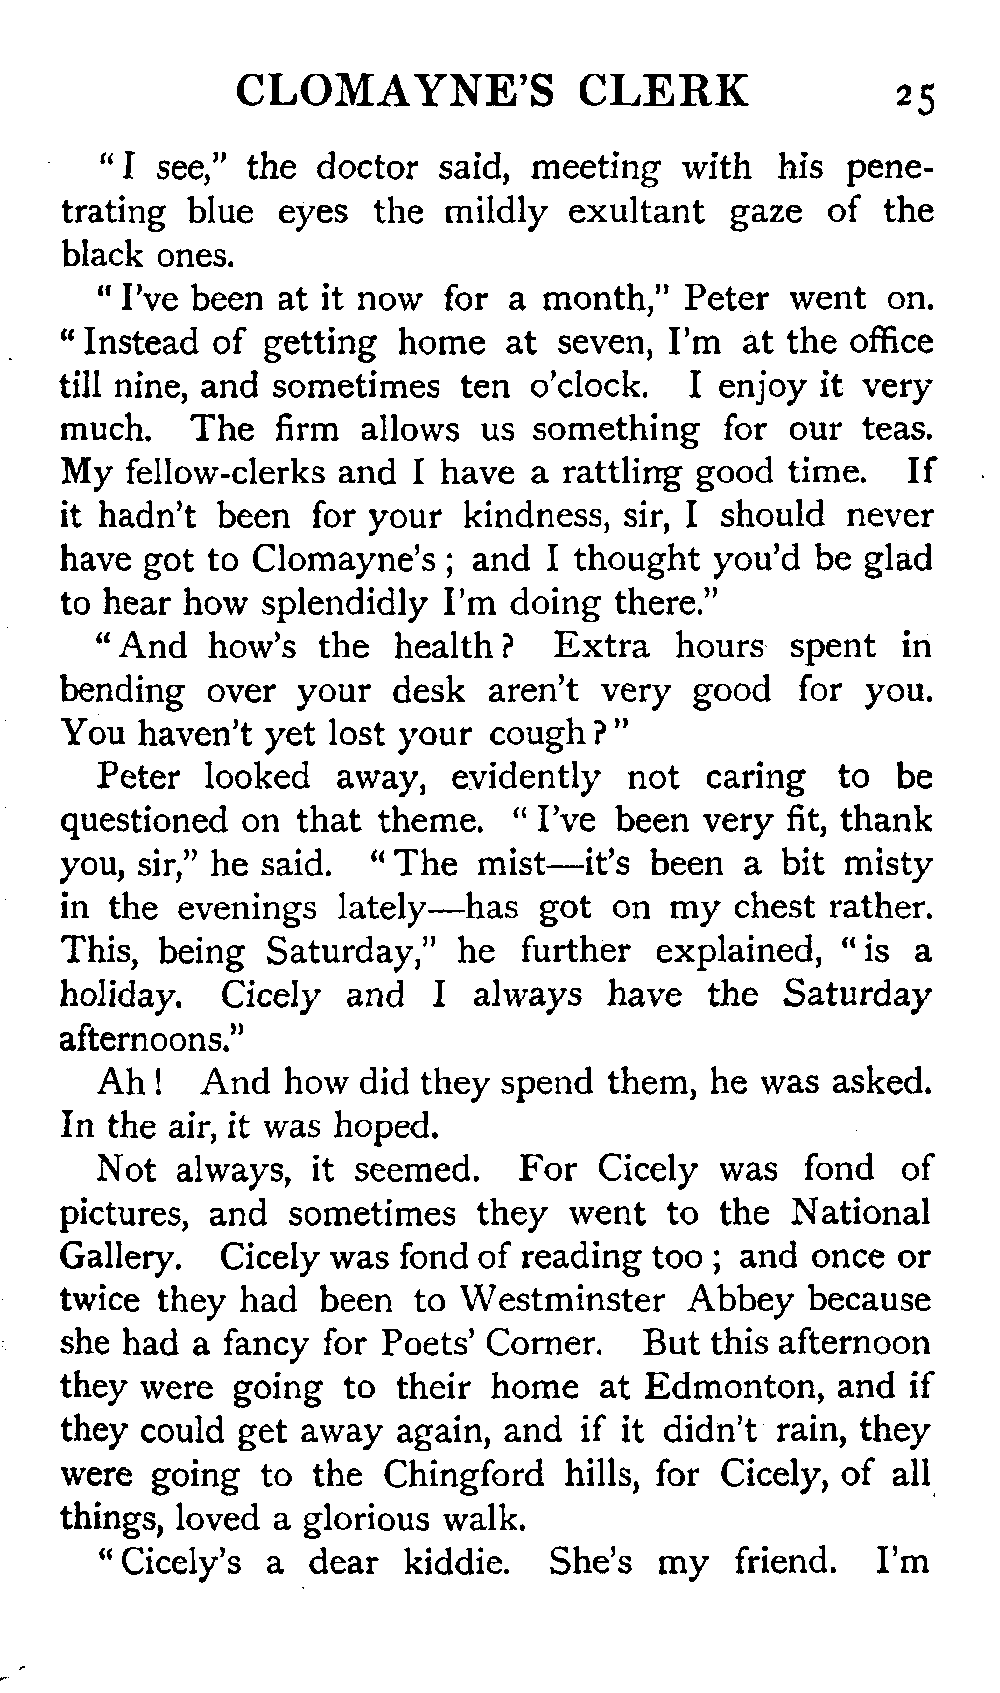 CLOMAYNE'S CLERK 25
"I see," the doctor said, meeting with his pene-
trating blue eyes the mildly exultant gaze of the
black ones.
"I've been at it now for a month," Peter went on.
"Instead of getting home at seven, I'm at the office
till nine, and sometimes ten o'clock. I enjoy it very
much. The firm allows us something for our teas.
My fellow-clerks and I have a rattling good time. If
it hadn't been for your kindness, sir, I should never
have got to Clomayne's; and I thought you'd be glad
to hear how splendidly I'm doing there."
"And how's the health? Extra hours spent in
bending over your desk aren't very good for you.
You haven't yet lost your cough?"
Peter looked away, evidently not caring to be
questioned on that theme. "I've been very fit, thank
you, sir," he said. "The mist—it's been a bit misty
in the evenings lately—has got on my chest rather.
This, being Saturday," he further explained, "is a
holiday. Cicely and I always have the Saturday
afternoons."
Ah! And how did they spend them, he was asked.
In the air, it was hoped.
Not always, it seemed. For Cicely was fond of
pictures, and sometimes they went to the National
Gallery. Cicely was fond of reading too; and once or
twice they had been to Westminster Abbey because
she had a fancy for Poets' Corner. But this afternoon
they were going to their home at Edmonton, and if
they could get away again, and if it didn't rain, they
were going to the Chingford hills, for Cicely, of all
things, loved a glorious walk.
"Cicely's a dear kiddie. She's my friend. I'm